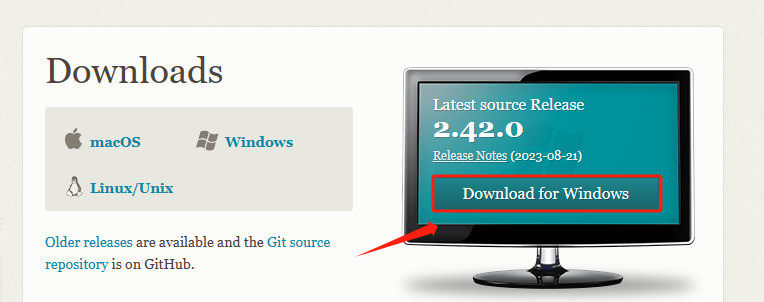 Downloads
macOS
Windows
Linux/Unix
Older releases are available and the Git source
repository is on GitHub.
Latest source Release
2.42.0
Release Notes (2023-08-21)
Download for Windows